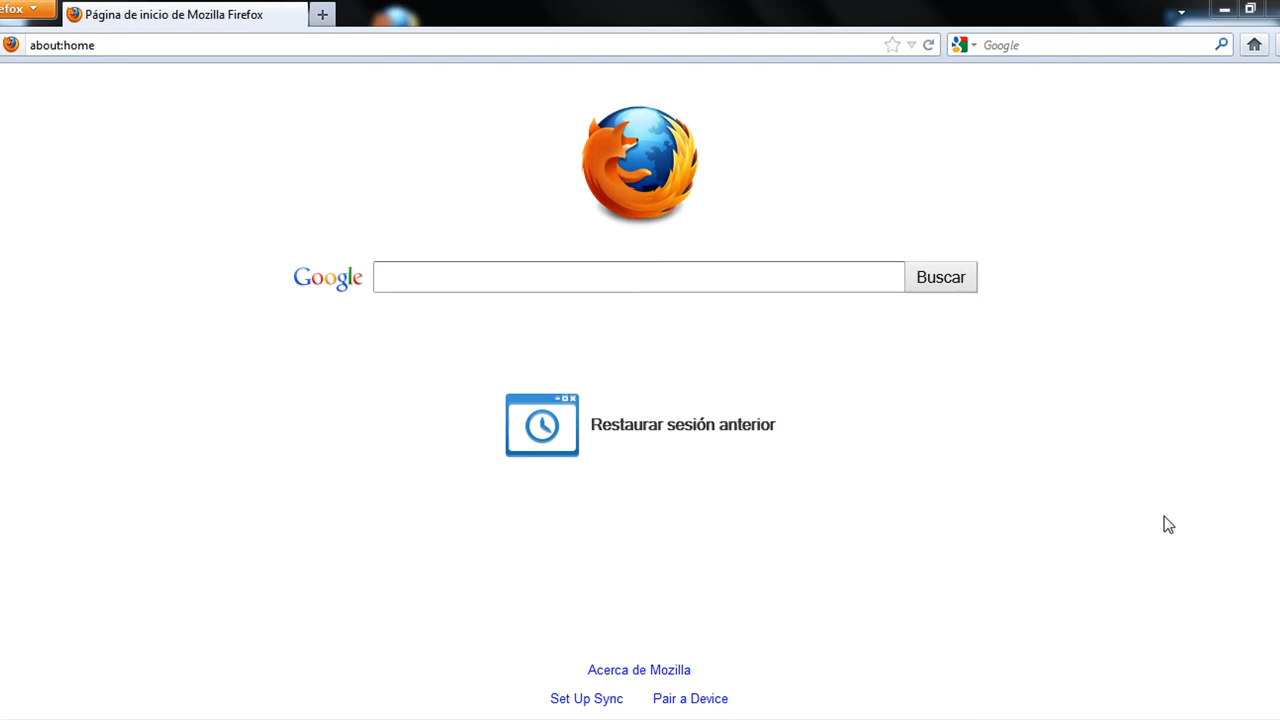 efox
Página de inicio de Mozilla Firefox
about:home
Google
Google
Buscar
Restaurar sesión anterior
Acerca de Mozilla
Set Up Sync
Pair a Device